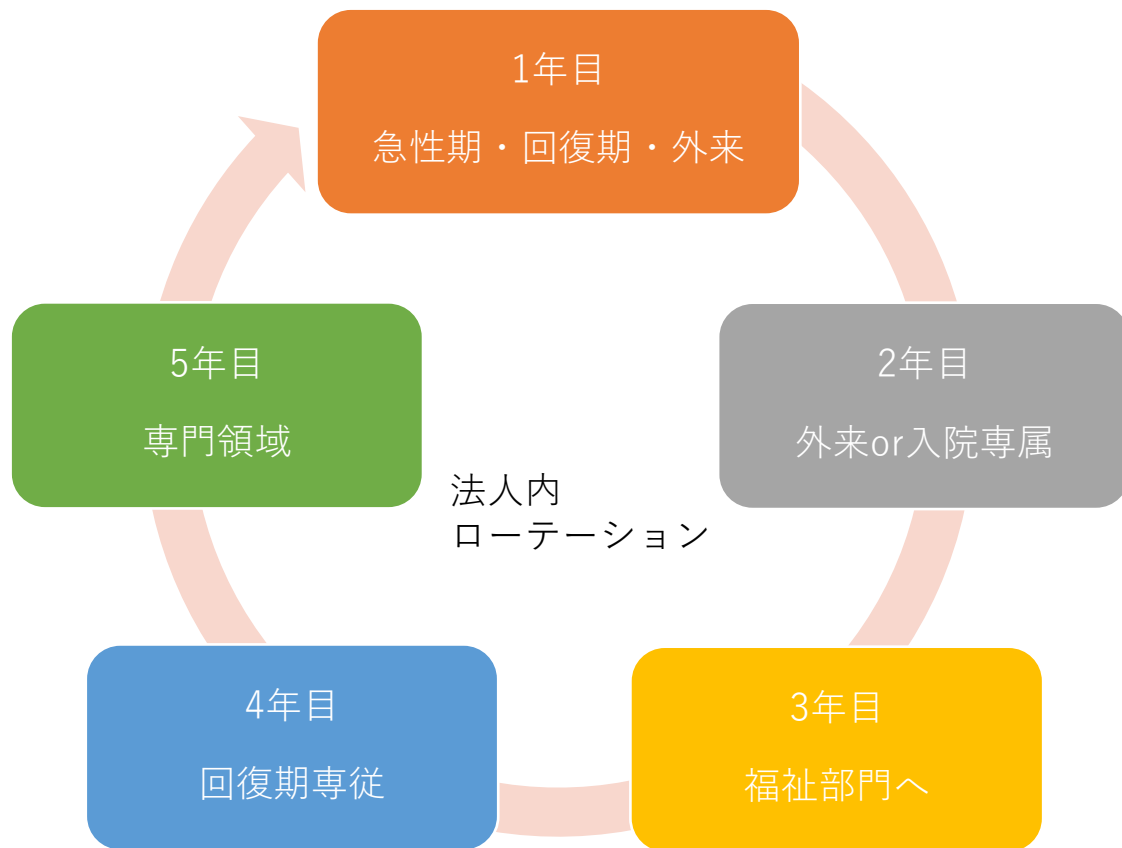 1年目
急性期・回復期・外来
2年目
外来or入院専属
3年目
福祉部門へ
4年目
回復期専従
5年目
専門領域
法人内
ローテーション